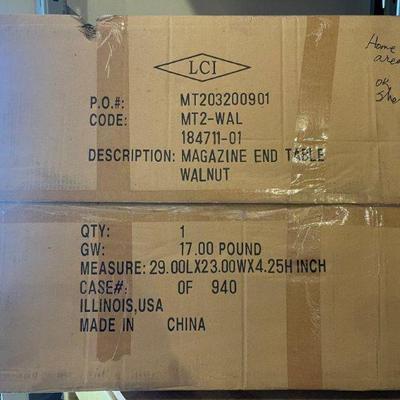 LCI
P.O.#: MT203200901
CODE: MT2-WAL
184711-01
DESCRIPTION: MAGAZINE END TABLE
WALNUT
Home
area
ok
QTY: 1
GW: 17.00 POUND
MEASURE: 29.00LX23.00WX4.25H INCH
CASE#: OF 940
ILLINOIS,USA
MADE IN CHINA